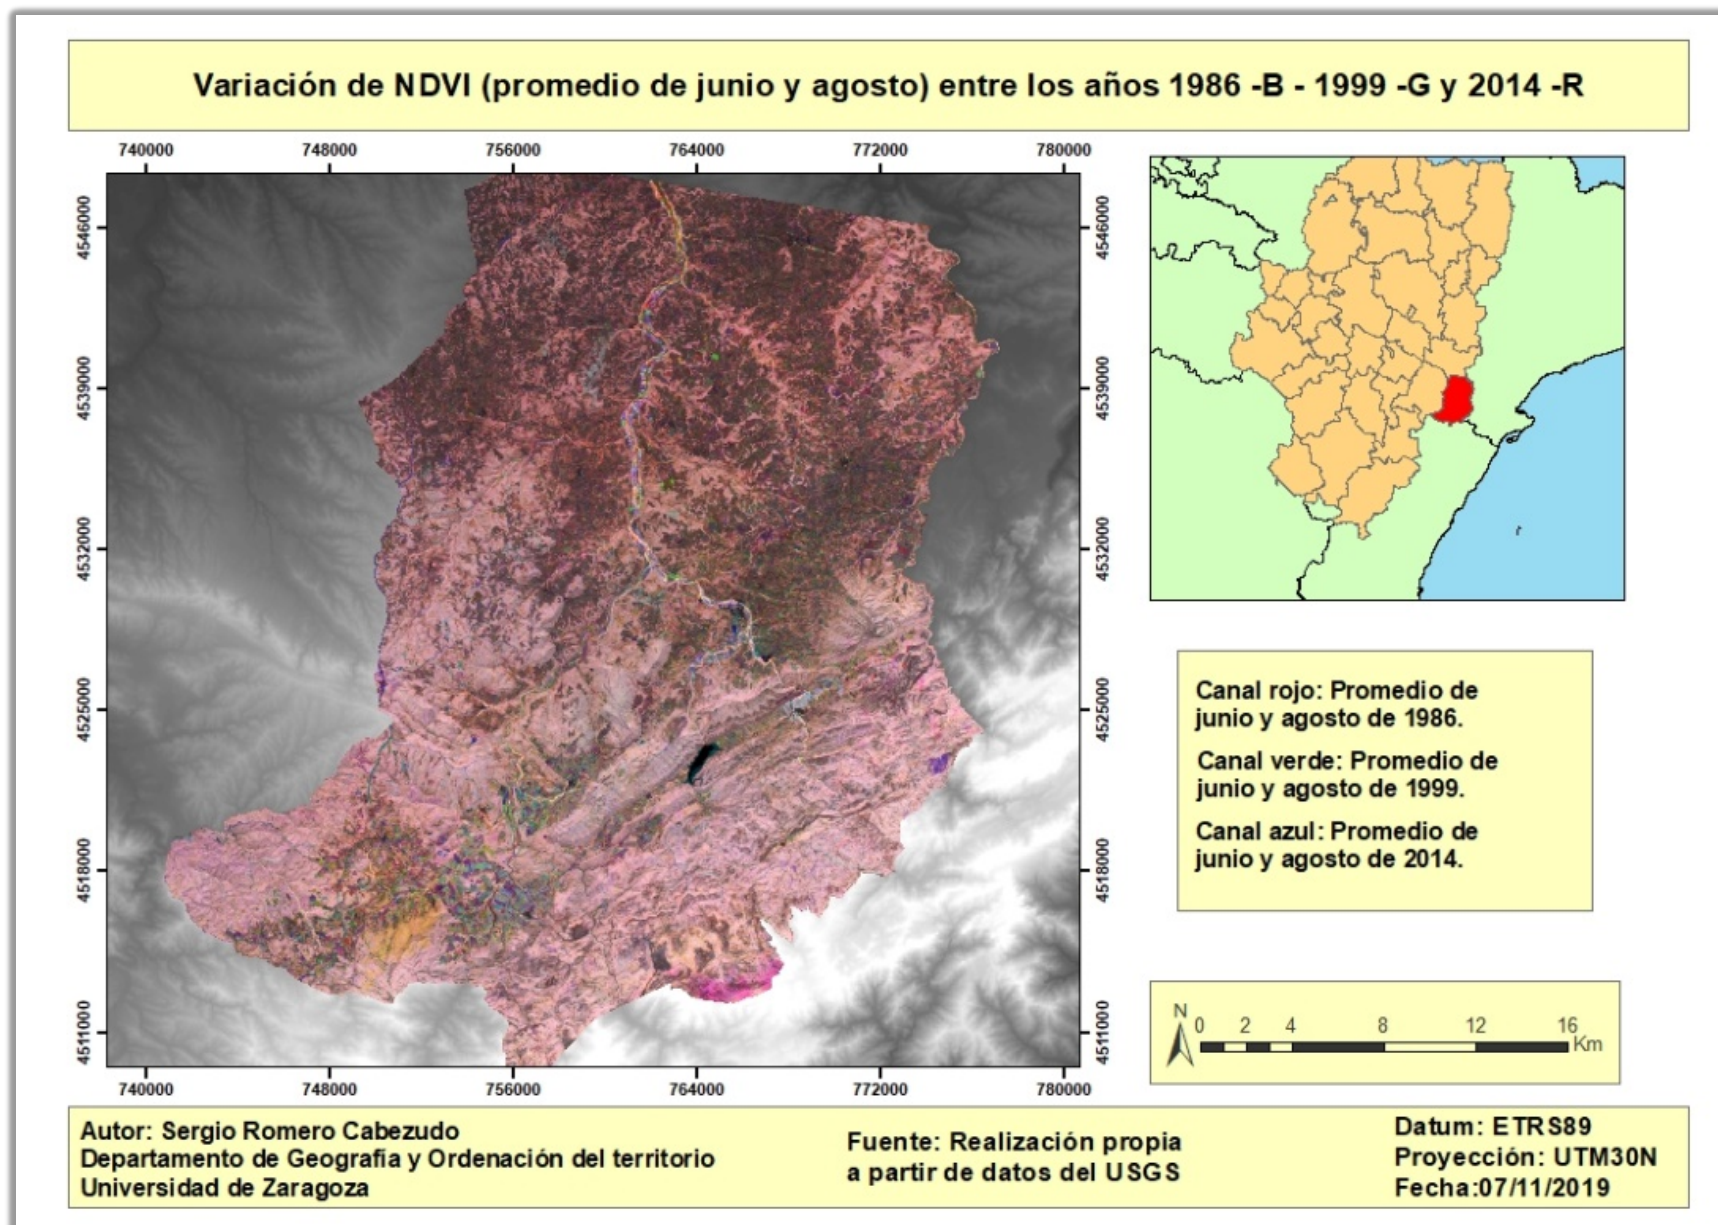 Variación de NDVI (promedio de junio y agosto) entre los años 1986 -B - 1999 -G y 2014 -R
740000 748000 756000 764000 772000 780000
4546000 4546000
4539000 4539000
4532000 4532000
4525000 4525000
4518000 4518000
4511000 4511000
740000 748000 756000 764000 772000 780000
Canal rojo: Promedio de
junio y agosto de 1986.
Canal verde: Promedio de
junio y agosto de 1999.
Canal azul: Promedio de
junio y agosto de 2014.
N
0 2 4 8 12 16
Km
Autor: Sergio Romero Cabezudo
Departamento de Geografía y Ordenación del territorio
Universidad de Zaragoza
Fuente: Realización propia
a partir de datos del USGS
Datum: ETRS89
Proyección: UTM30N
Fecha:07/11/2019